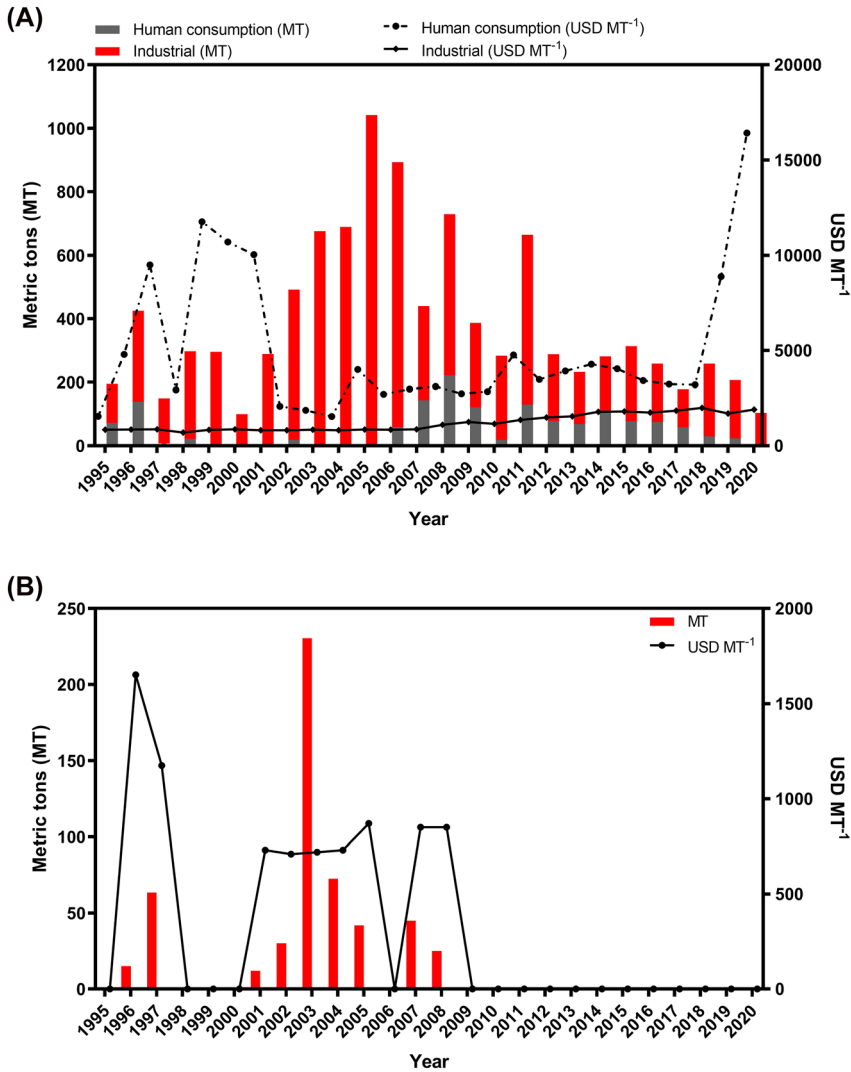 (A)
Human consumption (MT)
Human consumption (USD MT-1)
Industrial (MT)
Industrial (USD MT-1)
1200
1000
800
600
400
200
0
Metric tons (MT)
20000
15000
10000
5000
0
USD MT-1
1995 1996 1997 1998 1999 2000 2001 2002 2003 2004 2005 2006 2007 2008 2009 2010 2011 2012 2013 2014 2015 2016 2017 2018 2019 2020
Year
(B)
MT
USD MT-1
250
200
150
100
50
0
Metric tons (MT)
2000
1500
1000
500
0
USD MT-1
1995 1996 1997 1998 1999 2000 2001 2002 2003 2004 2005 2006 2007 2008 2009 2010 2011 2012 2013 2014 2015 2016 2017 2018 2019 2020
Year